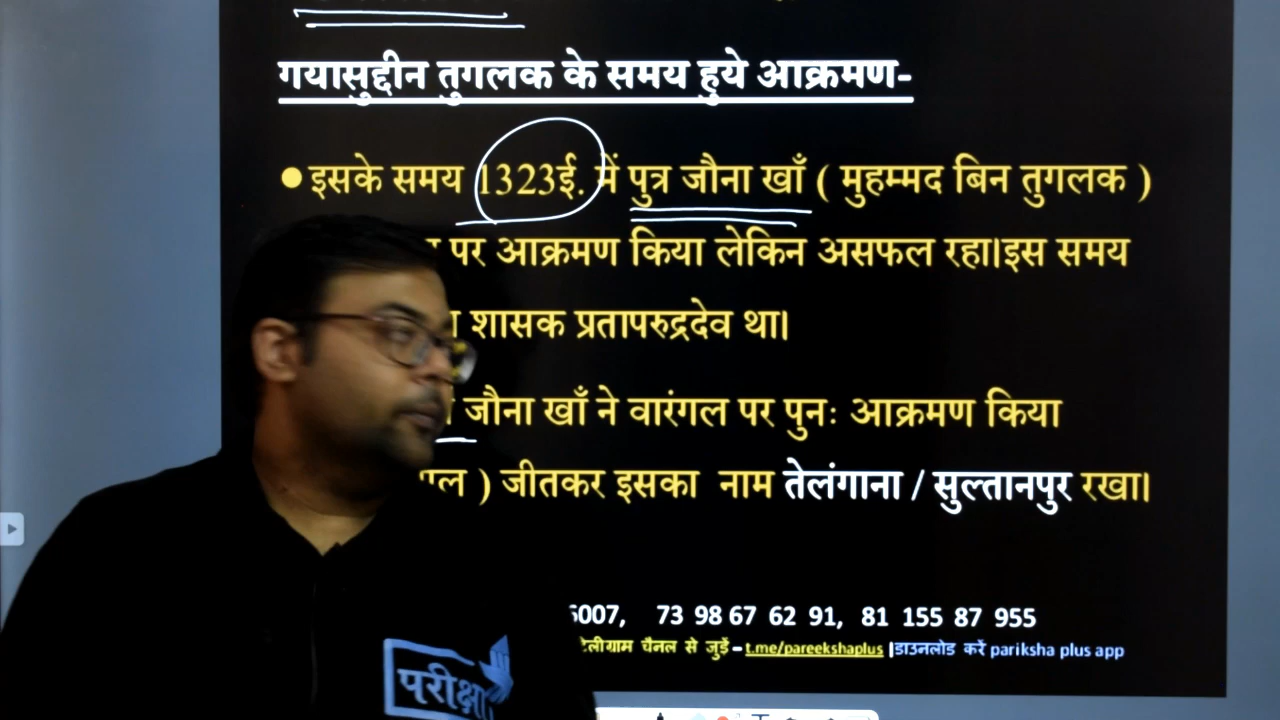 गयासुद्दीन तुगलक के समय हुये आक्रमण-
इसके समय 1323ई. में पुत्र जौना खाँ ( मुहम्मद बिन तुगलक )
पर आक्रमण किया लेकिन असफल रहा।इस समय
शासक प्रतापरुद्रदेव था।
जौना खाँ ने वारंगल पर पुनः आक्रमण किया
) जीतकर इसका नाम तेलंगाना / सुल्तानपुर रखा।
5007, 73 98 67 62 91, 81 155 87 955
चैनल से जुड़ें – t.me/pareekshaplus |डाउनलोड करें pariksha plus app
परीक्षा